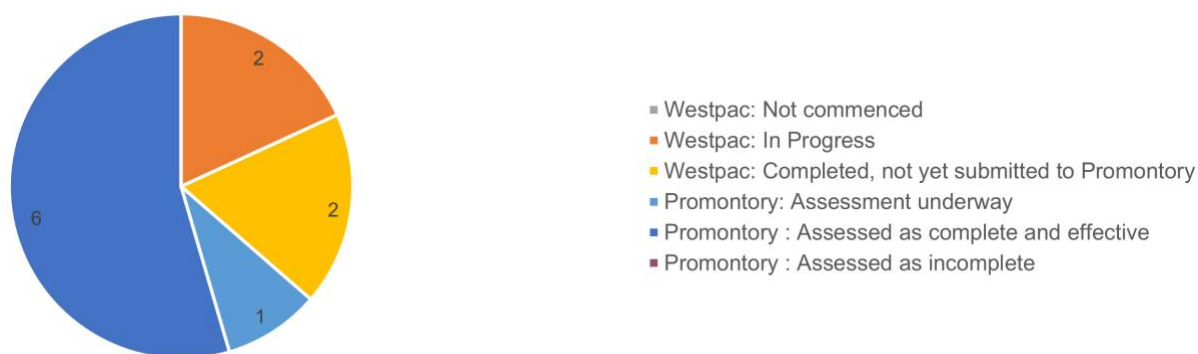 2
2
1
6
Westpac: Not commenced
Westpac: In Progress
Westpac: Completed, not yet submitted to Promontory
Promontory: Assessment underway
Promontory : Assessed as complete and effective
Promontory : Assessed as incomplete